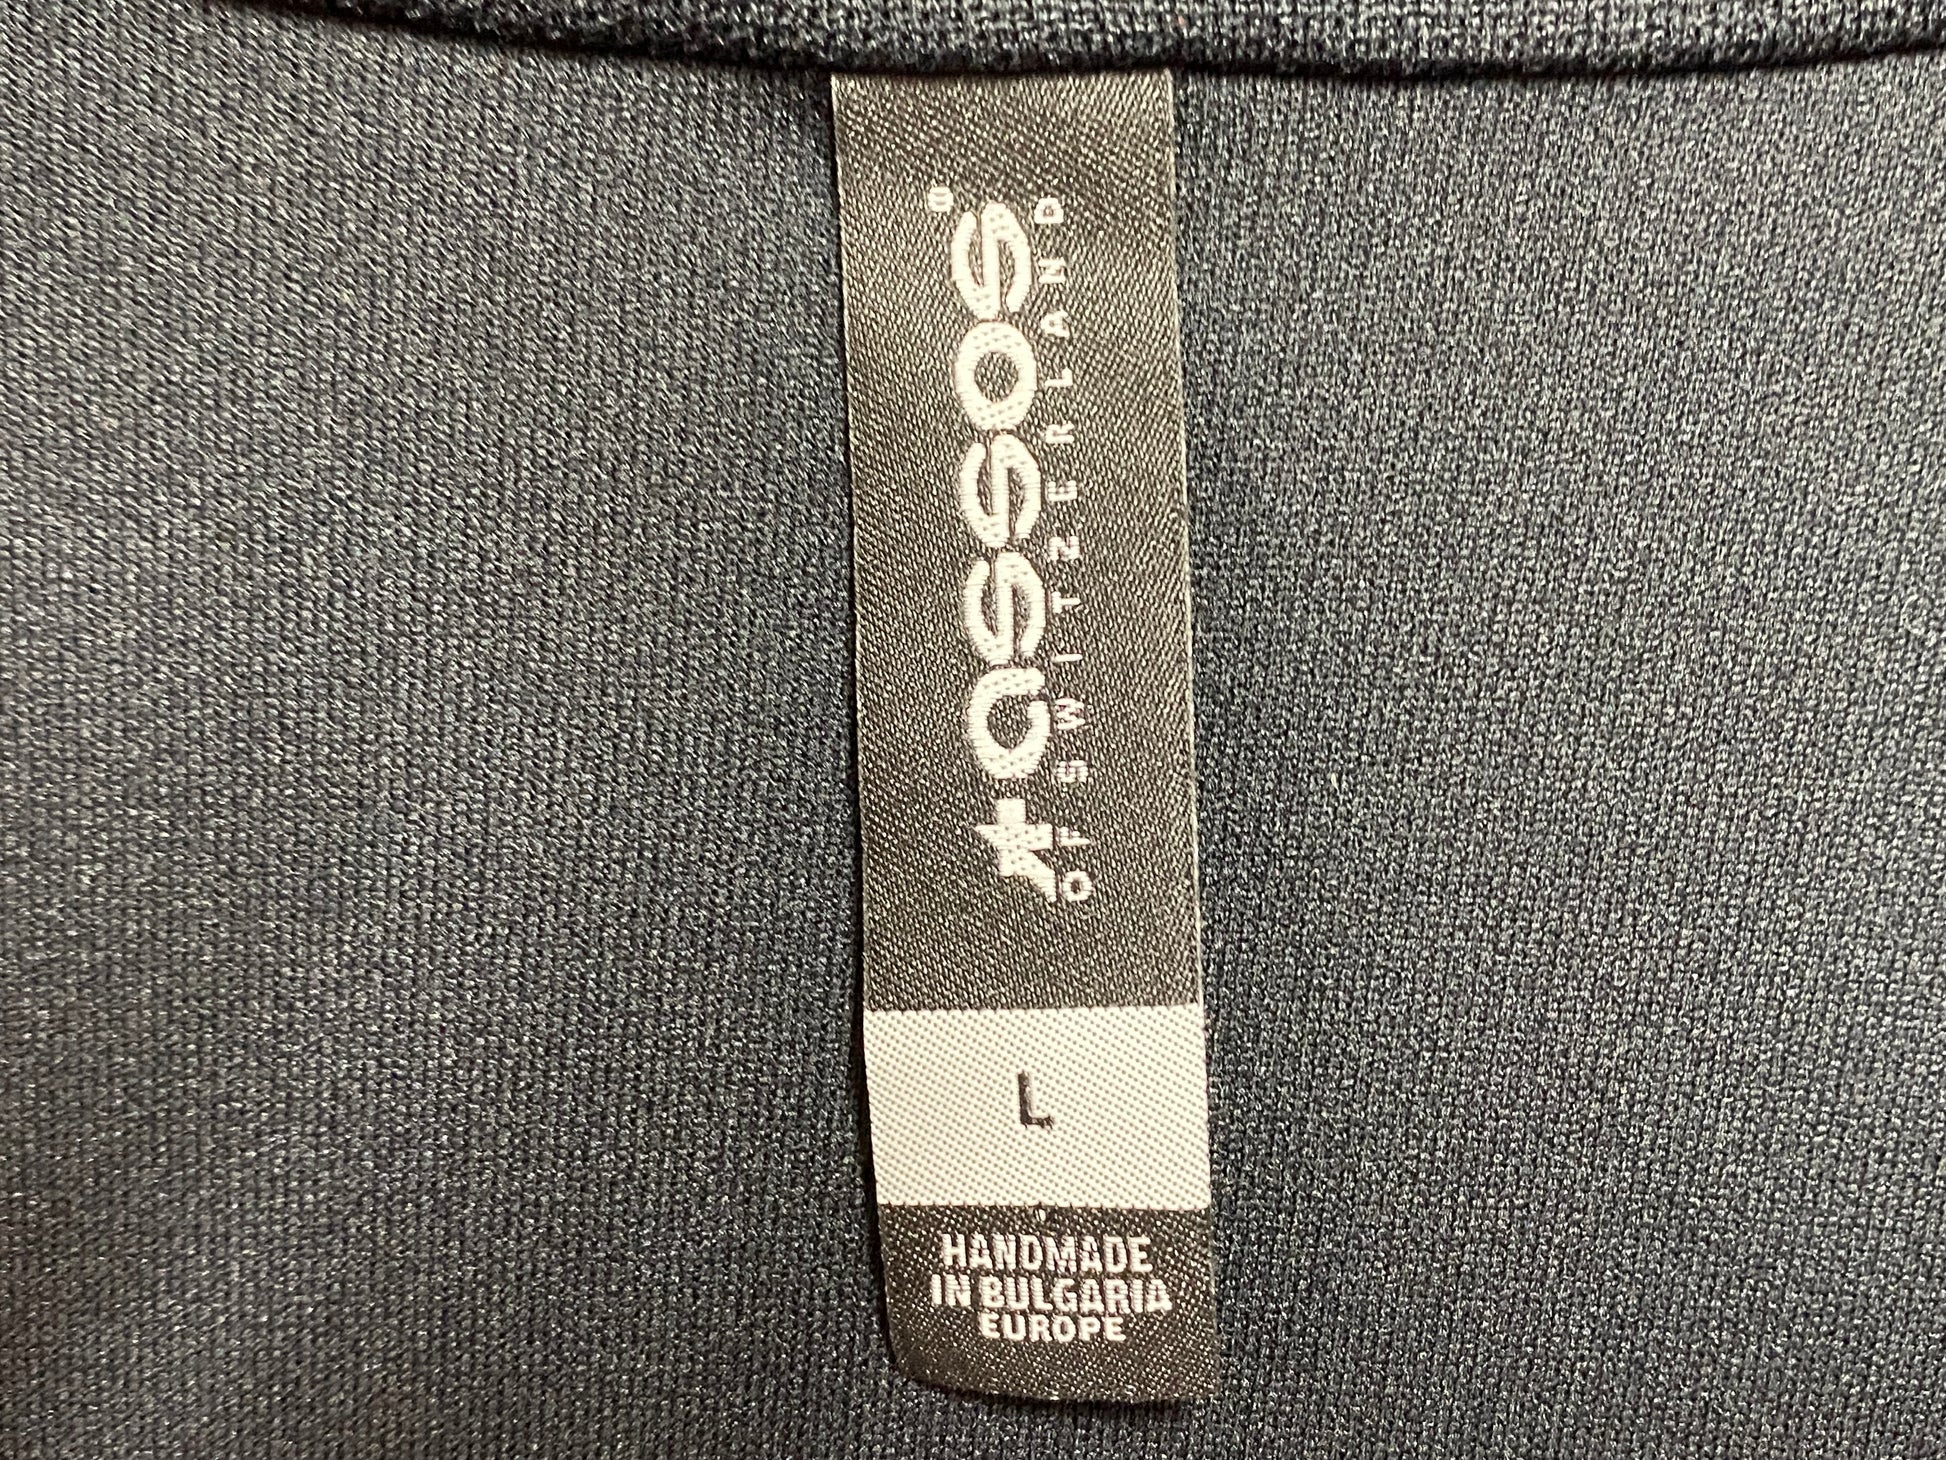 assos®
OF SWITZERLAND
L
HANDMADE
IN BULGARIA
EUROPE